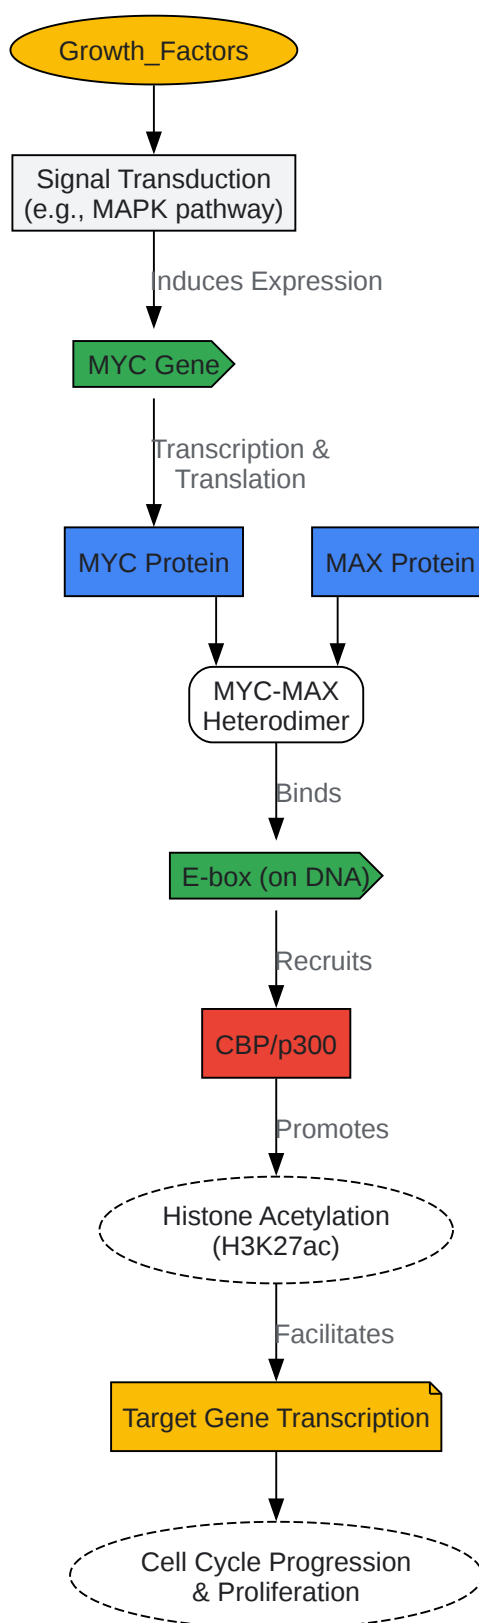 Growth_Factors
Signal Transduction
(e.g., MAPK pathway)
Induces Expression
MYC Gene
Transcription &
Translation
MYC Protein
MAX Protein
MYC-MAX
Heterodimer
Binds
E-box (on DNA)
Recruits
CBP/p300
Promotes
Histone Acetylation
(H3K27ac)
Facilitates
Target Gene Transcription
Cell Cycle Progression
& Proliferation